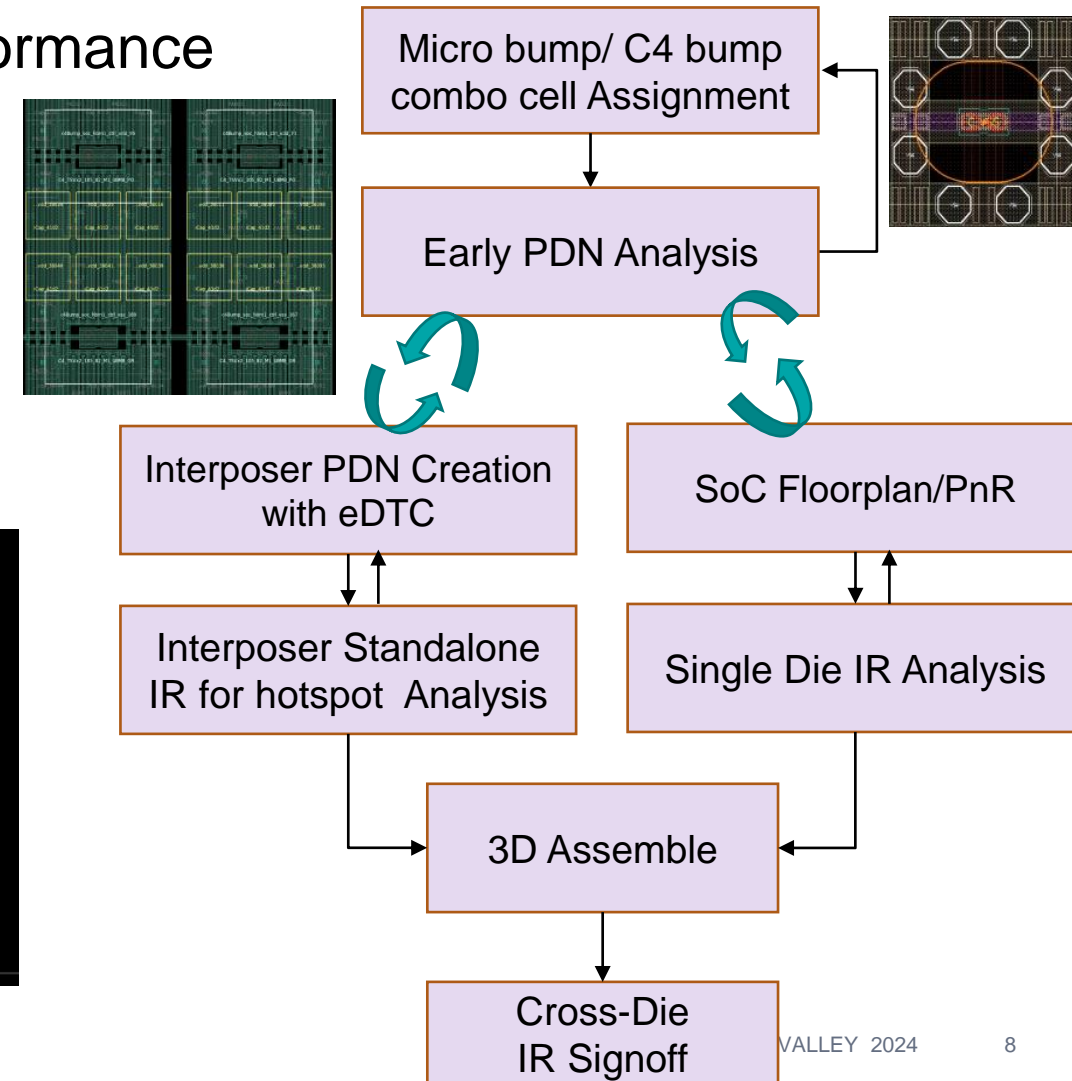 ormance
Micro bump/ C4 bump
combo cell Assignment
Early PDN Analysis
Interposer PDN Creation
with eDTC
SoC Floorplan/PnR
Interposer Standalone
IR for hotspot Analysis
Single Die IR Analysis
3D Assemble
Cross-Die
IR Signoff
VALLEY 2024
8